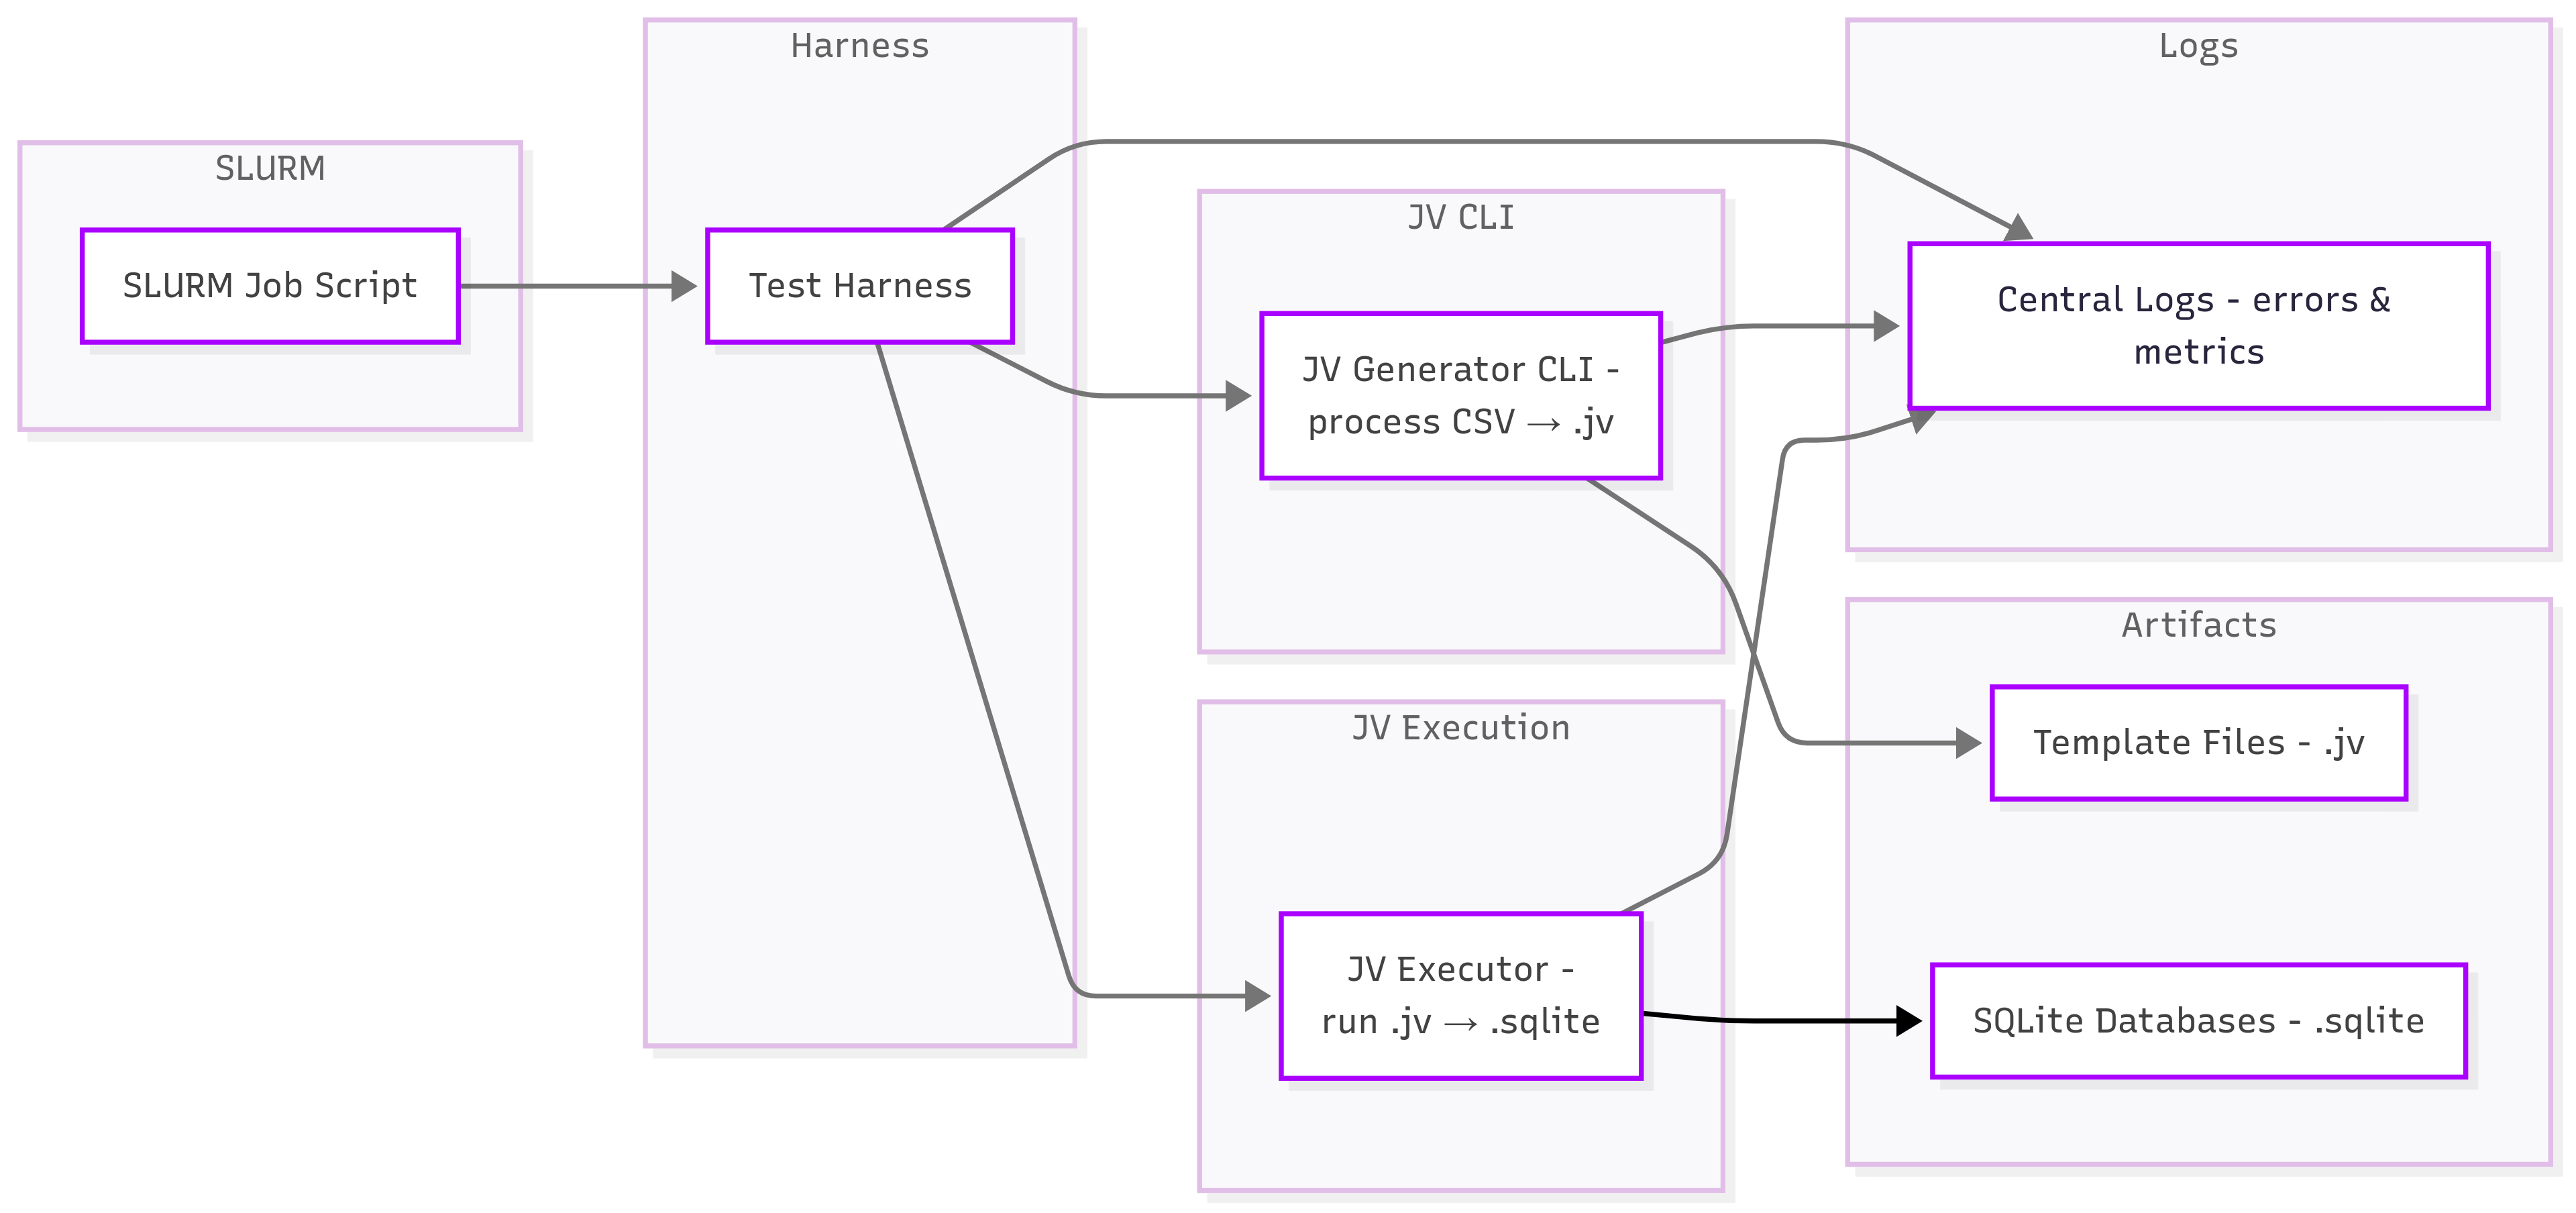 SLURM
SLURM Job Script
Harness
Test Harness
JV CLI
JV Generator CLI -
process CSV → .jv
JV Execution
JV Executor -
run .jv → .sqlite
Logs
Central Logs - errors &
metrics
Artifacts
Template Files - .jv
SQLite Databases - .sqlite